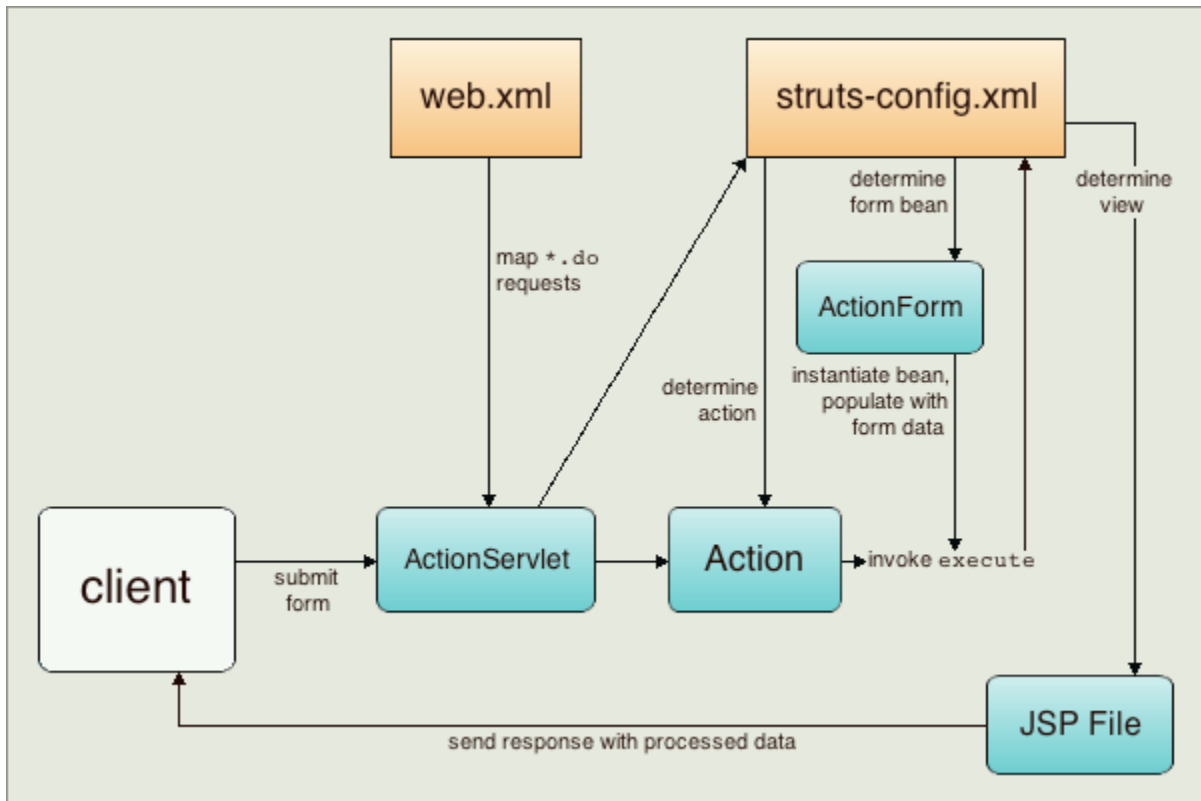 web.xml
struts-config.xml
determine
form bean
determine
view
map *.do
requests
ActionForm
determine
action
instantiate bean,
populate with
form data
client
submit
form
ActionServlet
Action
invoke execute
JSP File
send response with processed data